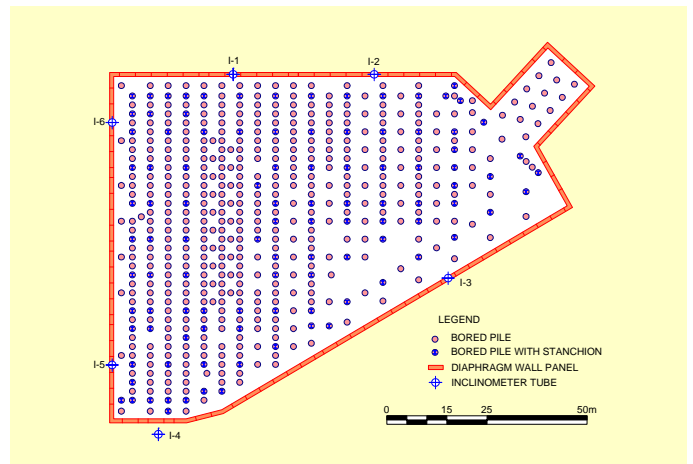 I-1
I-2
I-6
I-3
LEGEND
BORED PILE
BORED PILE WITH STANCHION
DIAPHRAGM WALL PANEL
I-5
INCLINOMETER TUBE
0 15 25 50m
I-4